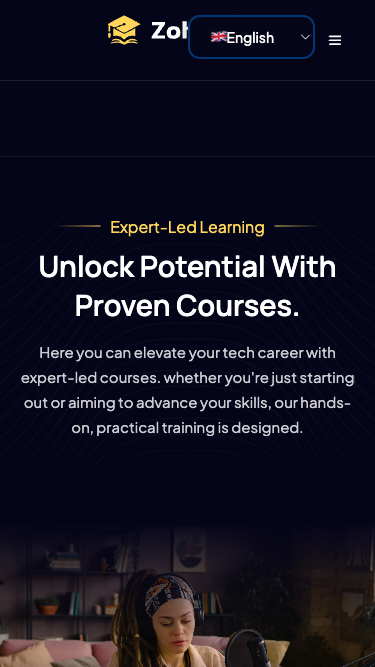 English
Expert-Led Learning
Unlock Potential With
Proven Courses.
Here you can elevate your tech career with
expert-led courses. whether you're just starting
out or aiming to advance your skills, our hands-
on, practical training is designed.